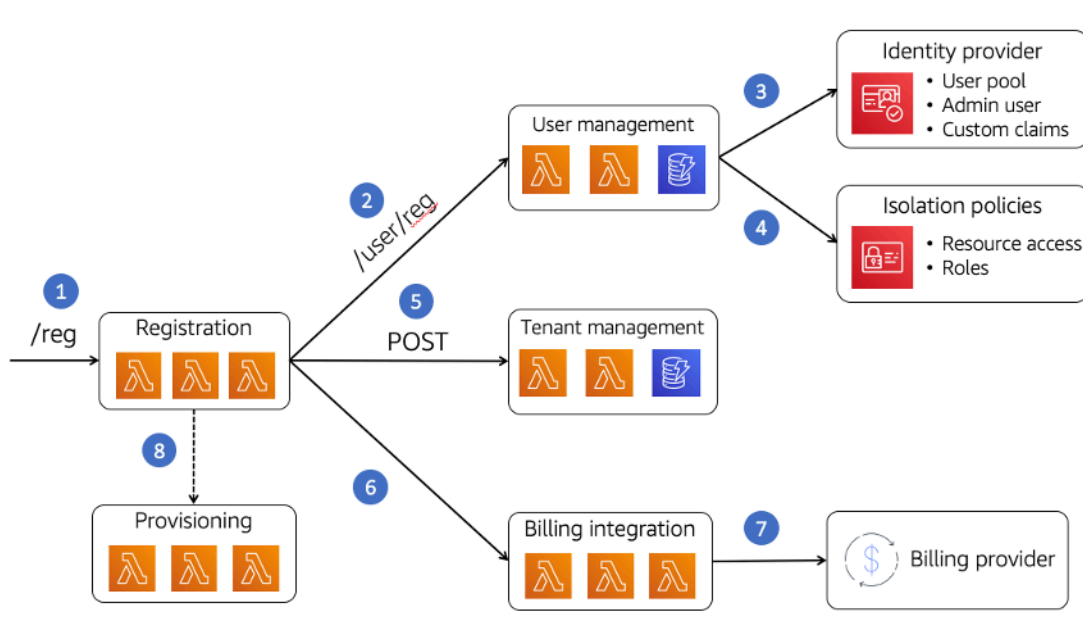 Identity provider
• User pool
• Admin user
• Custom claims
3
User management
2
/user/reg
4
Isolation policies
• Resource access
• Roles
1
/reg
Registration
5
POST
Tenant management
8
6
Provisioning
Billing integration
7
$
Billing provider